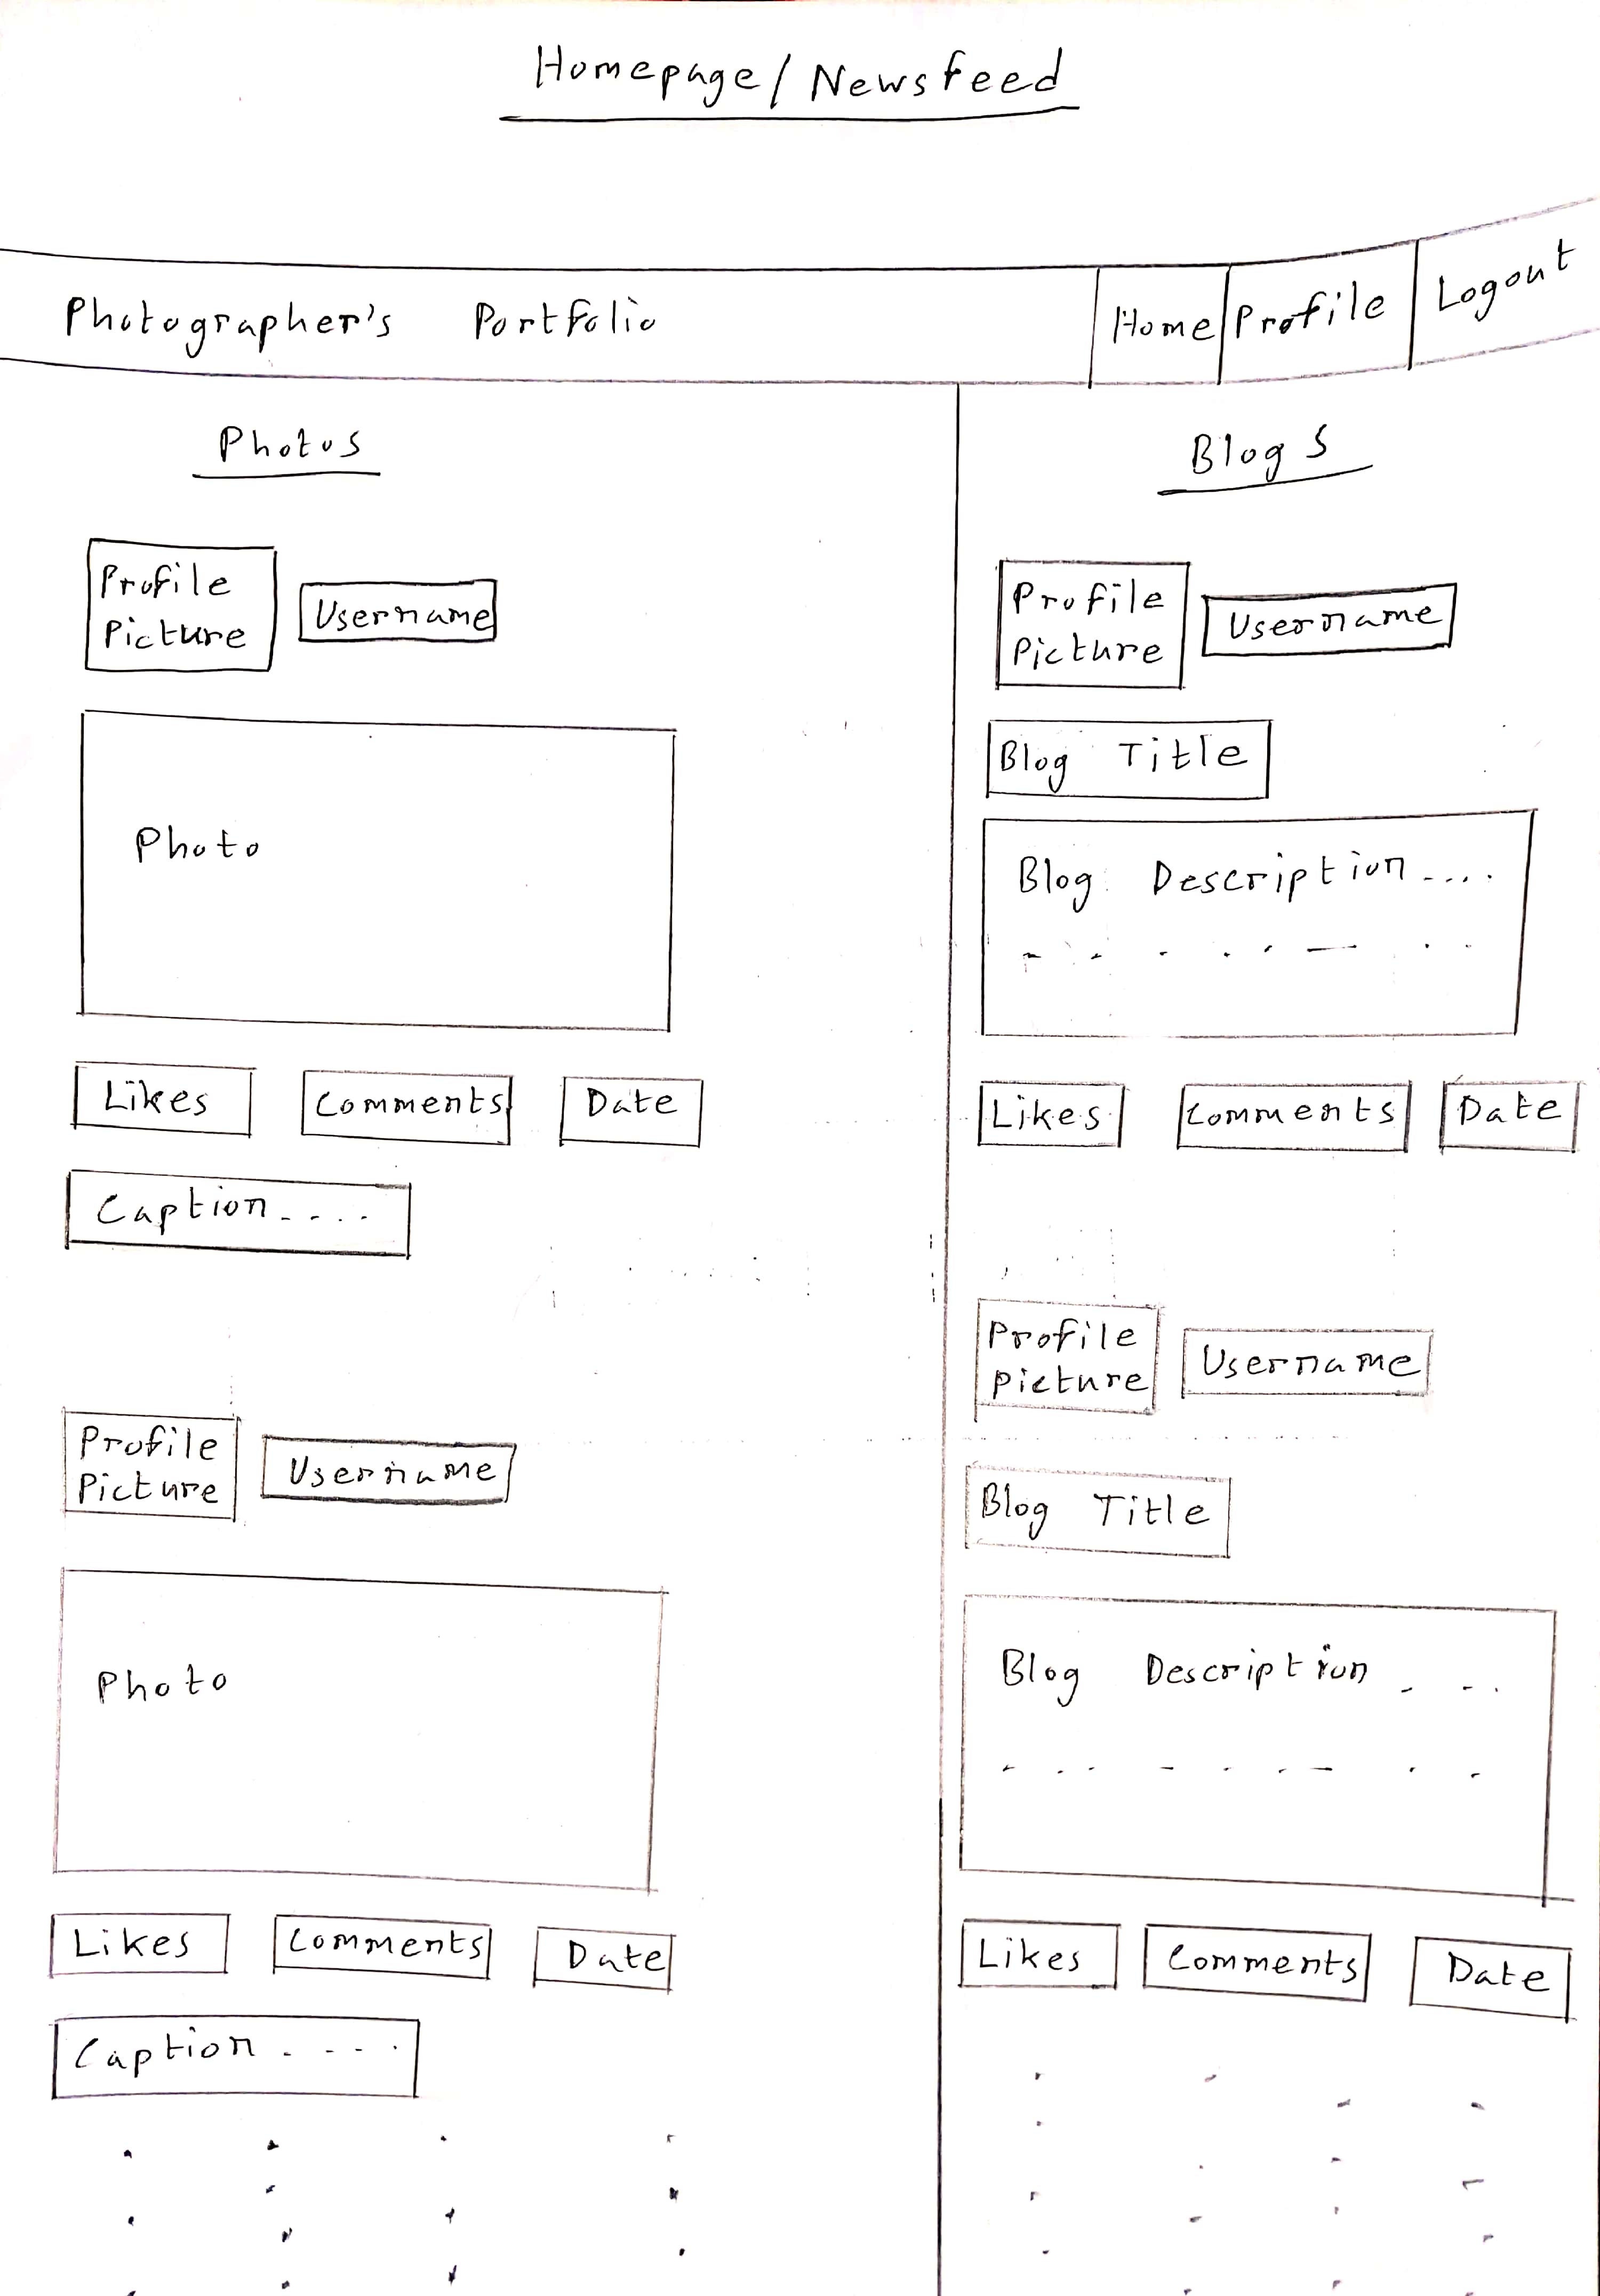 Homepage/Newsfeed
Photographer's Portfolio
Home
Profile
Logout
Photos
Profile
Picture
Username
Photo
Likes
Comments
Date
Caption....
Profile
Picture
Username
Photo
Likes
Comments
Date
Caption....
Blogs
Profile
Picture
Username
Blog Title
Blog Description....
Likes
Comments
Date
Profile
Picture
Username
Blog Title
Blog Description...
Likes
Comments
Date